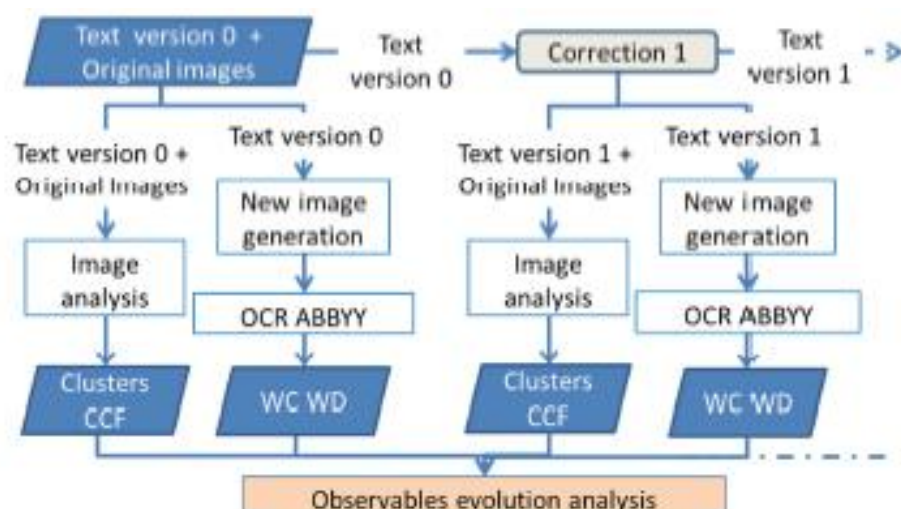 Text version 0 +
Original images
Text
version 0
Correction 1
Text
version 1
Text version 0 +
Original Images
Text version 0
Text version 1 +
Original Images
Text version 1
New image
generation
New image
generation
Image
analysis
Image
analysis
OCR ABBYY
OCR ABBYY
Clusters
CCF
WC WD
Clusters
CCF
WC WD
Observables evolution analysis